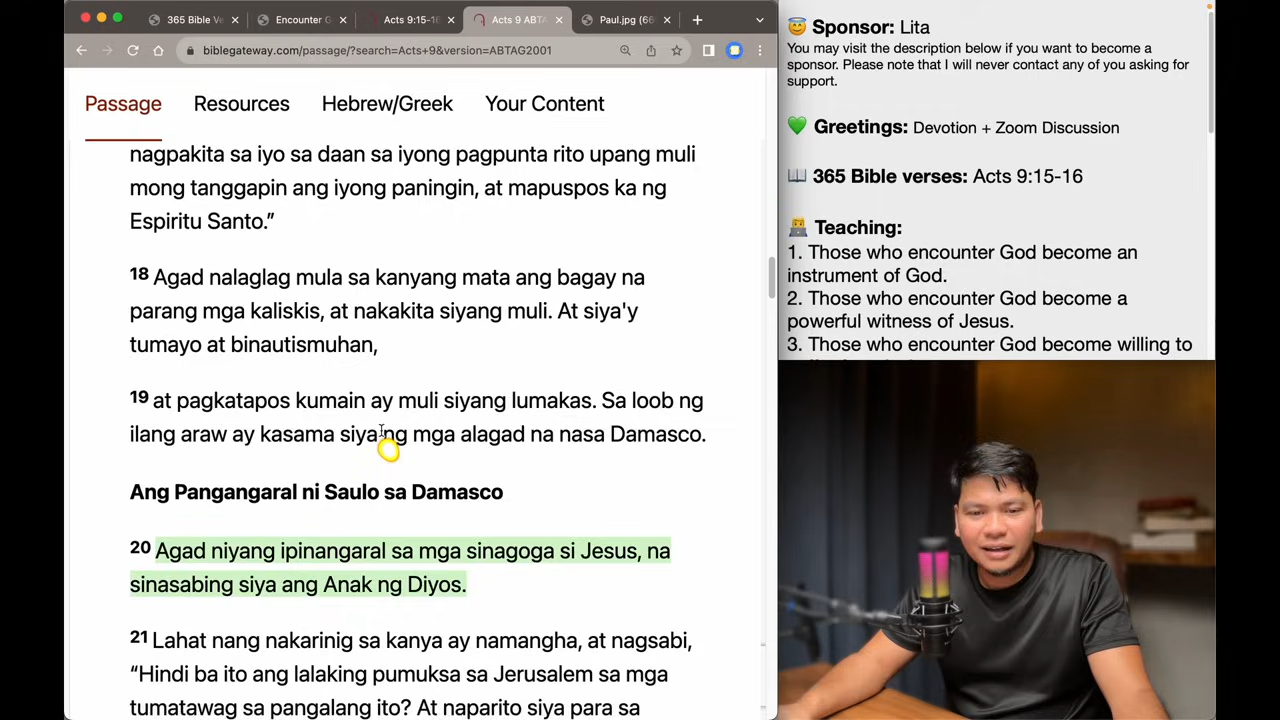 365 Bible Ve
Encounter G
Acts 9:15-16
Acts 9 ABTA
Paul.jpg (66
biblegateway.com/passage/?search=Acts+9&version=ABTAG2001
Passage
Resources
Hebrew/Greek
Your Content
nagpakita sa iyo sa daan sa iyong pagpunta rito upang muli
mong tanggapin ang iyong paningin, at mapuspos ka ng
Espiritu Santo.”
18 Agad nalaglag mula sa kanyang mata ang bagay na
parang mga kaliskis, at nakakita siyang muli. At siya'y
tumayo at binautismuhan,
19 at pagkatapos kumain ay muli siyang lumakas. Sa loob ng
ilang araw ay kasama siyang mga alagad na nasa Damasco.
Ang Pangangaral ni Saulo sa Damasco
20 Agad niyang ipinangaral sa mga sinagoga si Jesus, na
sinasabing siya ang Anak ng Diyos.
21 Lahat nang nakarinig sa kanya ay namangha, at nagsabi,
“Hindi ba ito ang lalaking pumuksa sa Jerusalem sa mga
tumatawag sa pangalang ito? At naparito siya para sa
Sponsor: Lita
You may visit the description below if you want to become a
sponsor. Please note that I will never contact any of you asking for
support.
Greetings: Devotion + Zoom Discussion
365 Bible verses: Acts 9:15-16
Teaching:
1. Those who encounter God become an
instrument of God.
2. Those who encounter God become a
powerful witness of Jesus.
3. Those who encounter God become willing to